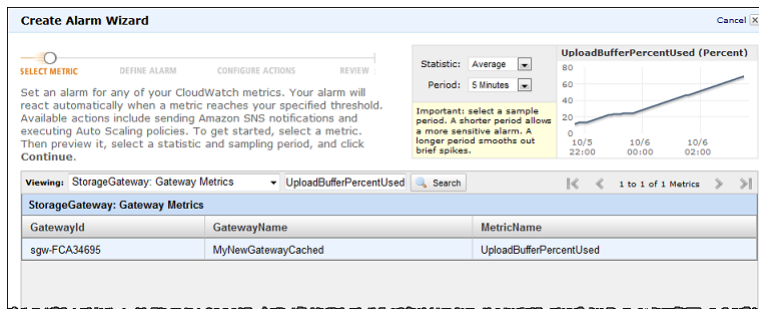 Create Alarm Wizard
Cancel X
SELECT METRIC
DEFINE ALARM
CONFIGURE ACTIONS
REVIEW
Set an alarm for any of your CloudWatch metrics. Your alarm will
react automatically when a metric reaches your specified threshold.
Available actions include sending Amazon SNS notifications and
executing Auto Scaling policies. To get started, select a metric.
Then preview it, select a statistic and sampling period, and click
Continue.
Statistic: Average
Period: 5 Minutes
Important: select a sample
period. A shorter period allows
a more sensitive alarm. A
longer period smooths out
brief spikes.
UploadBufferPercentUsed (Percent)
80
60
40
20
0
10/5 10/6 10/6
22:00 00:00 02:00
Viewing: StorageGateway: Gateway Metrics UploadBufferPercentUsed Search 1 to 1 of 1 Metrics
StorageGateway: Gateway Metrics
GatewayId GatewayName MetricName
sgw-FCA34695 MyNewGatewayCached UploadBufferPercentUsed